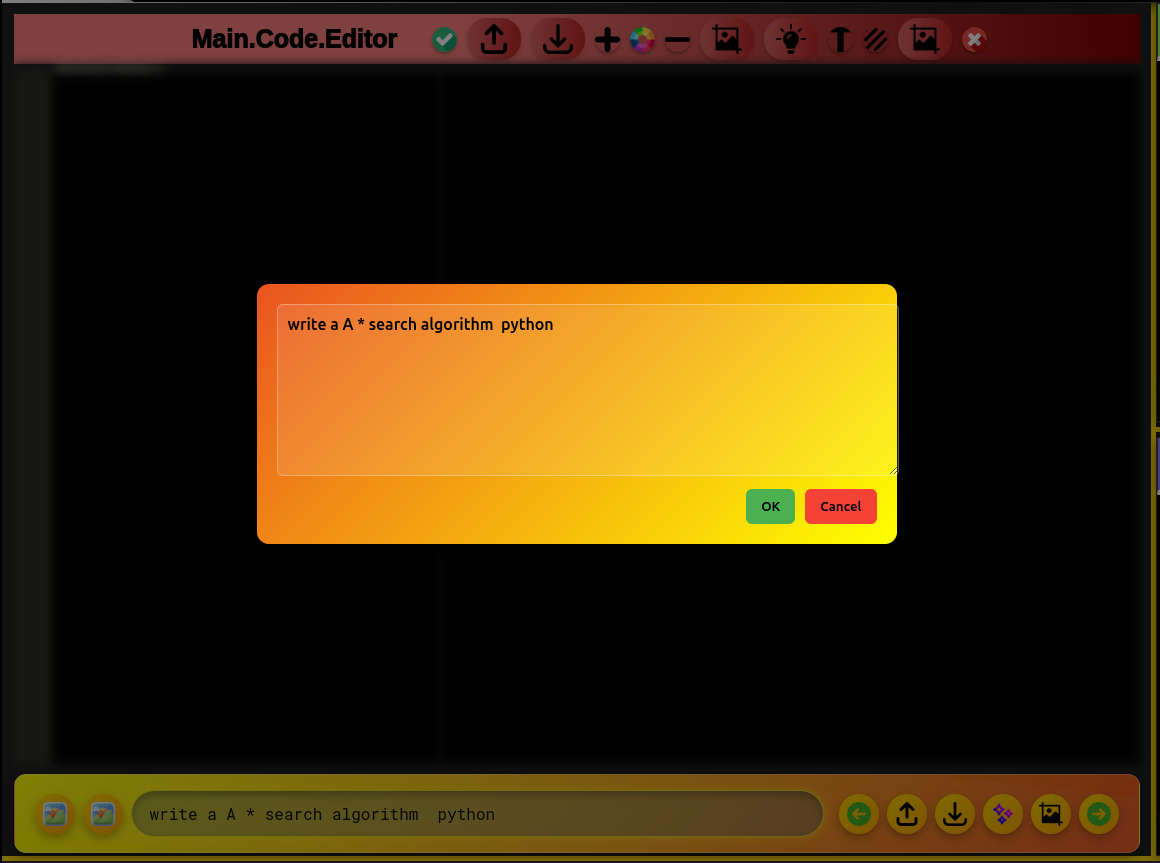 Main.Code.Editor
write a A * search algorithm  python
OK
Cancel
write a A * search algorithm  python